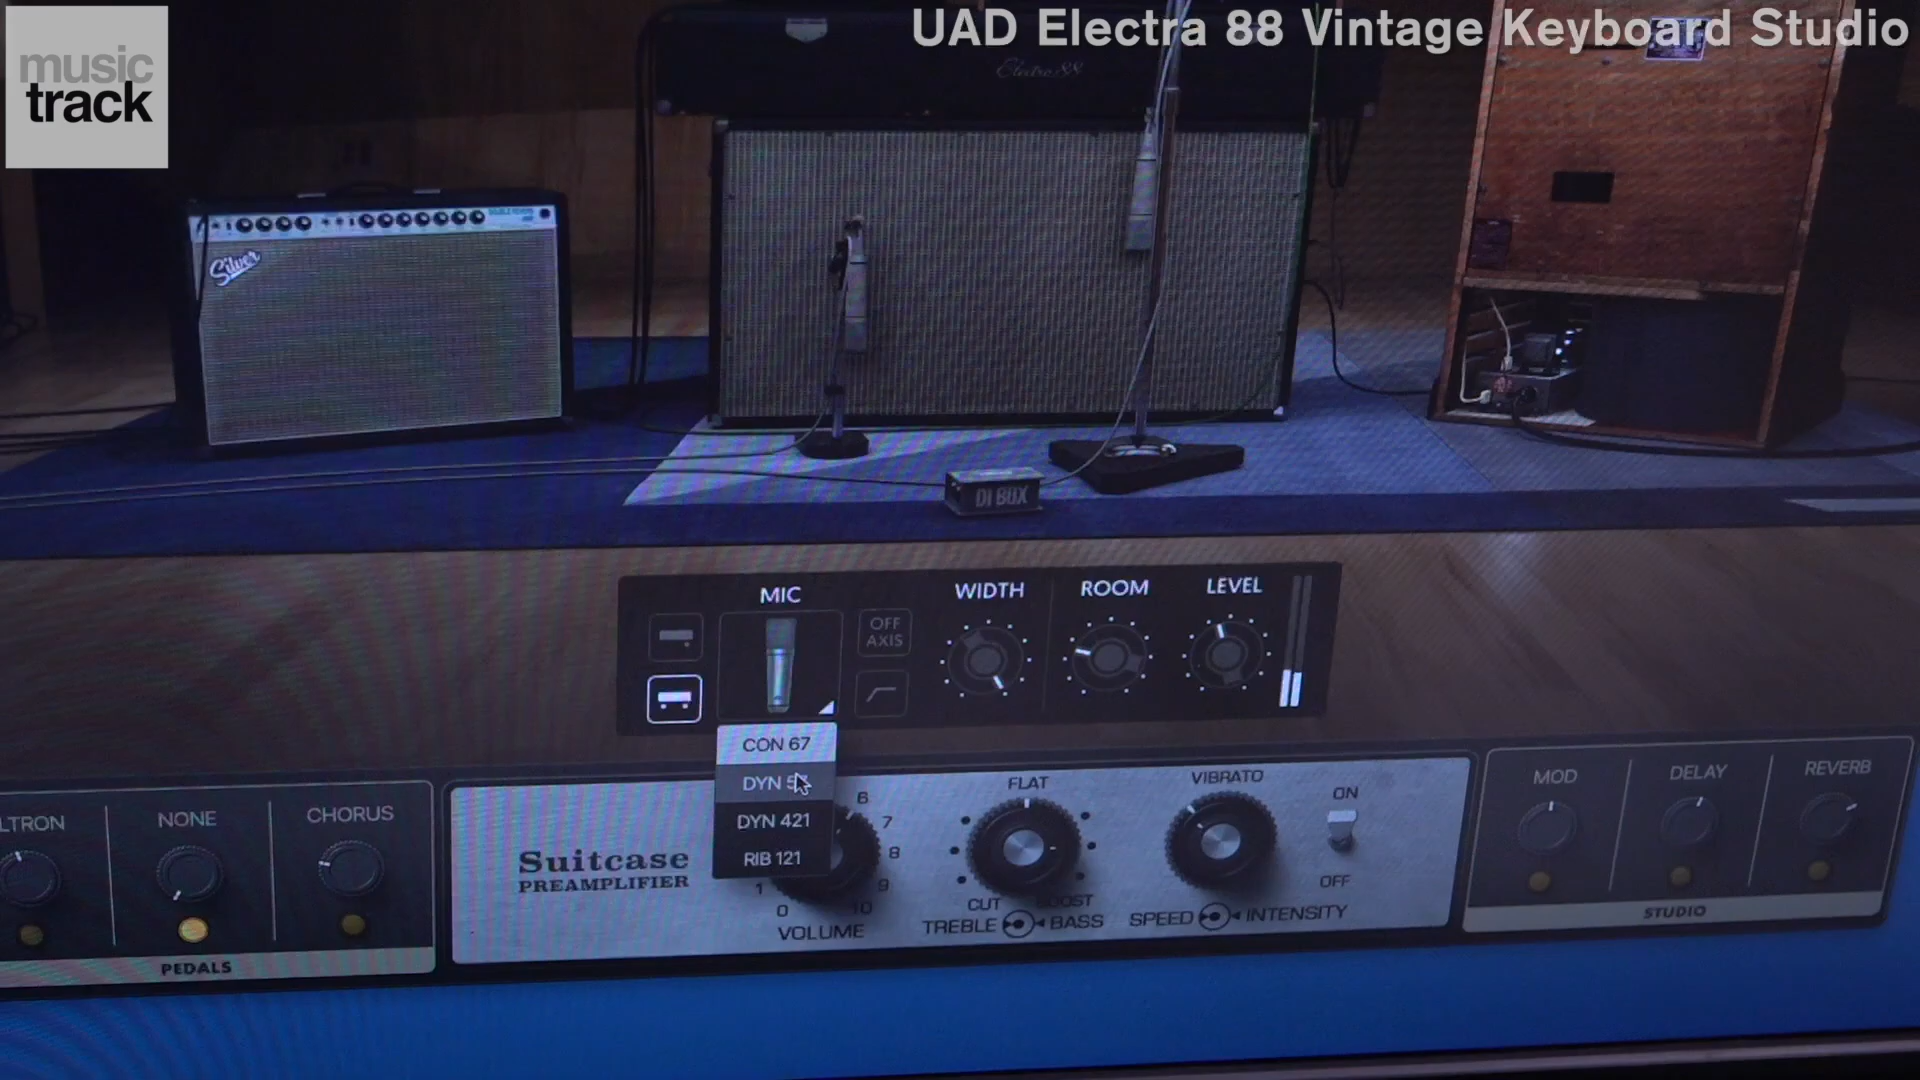 music
track
UAD Electra 88 Vintage Keyboard Studio
Electra 88
Silver
DI BOX
MIC
OFF
AXIS
WIDTH
ROOM
LEVEL
CON 67
DYN
DYN 421
RIB 121
NONE
CHORUS
PEDALS
Suitcase
PREAMPLIFIER
6
7
8
9
10
0
1
VOLUME
FLAT
CUT
BOOST
TREBLE
BASS
VIBRATO
SPEED
INTENSITY
ON
OFF
MOD
DELAY
REVERB
STUDIO